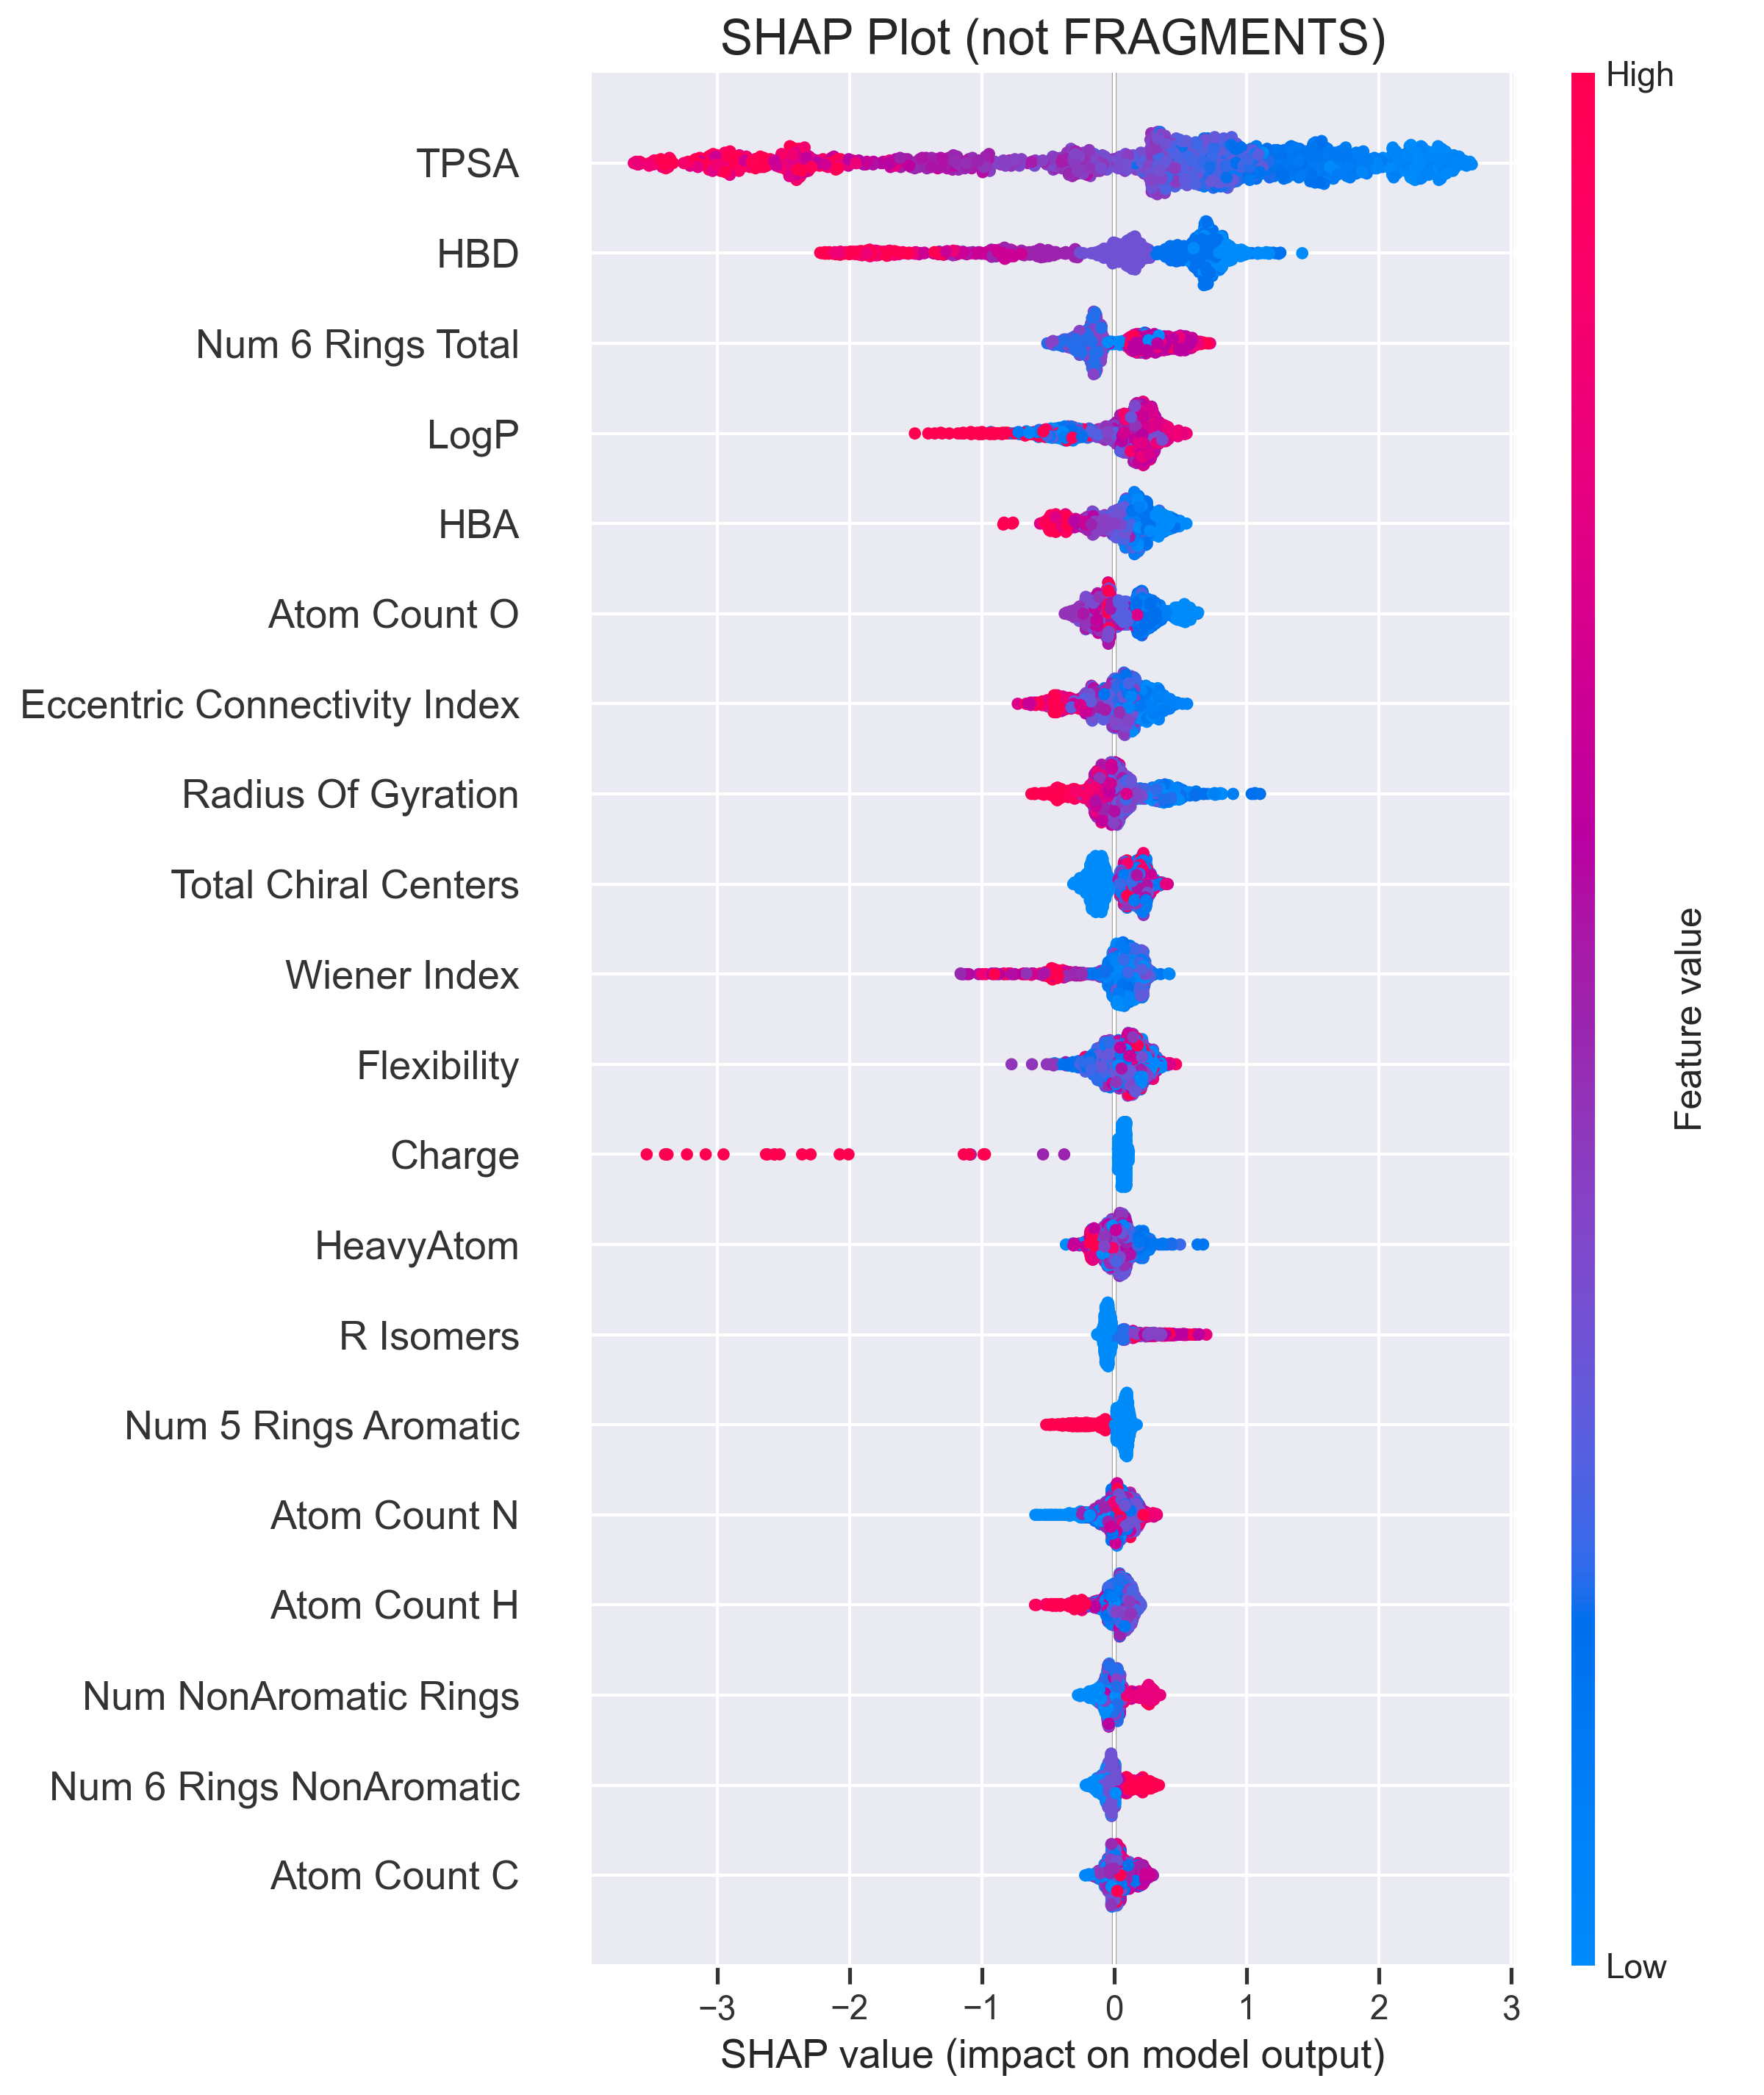 SHAP Plot (not FRAGMENTS)
High
TPSA
HBD
Num 6 Rings Total
LogP
HBA
Atom Count O
Eccentric Connectivity Index
Radius Of Gyration
Total Chiral Centers
Wiener Index
Flexibility
Charge
HeavyAtom
R Isomers
Num 5 Rings Aromatic
Atom Count N
Atom Count H
Num NonAromatic Rings
Num 6 Rings NonAromatic
Atom Count C
Feature value
Low
−3 −2 −1 0 1 2 3
SHAP value (impact on model output)